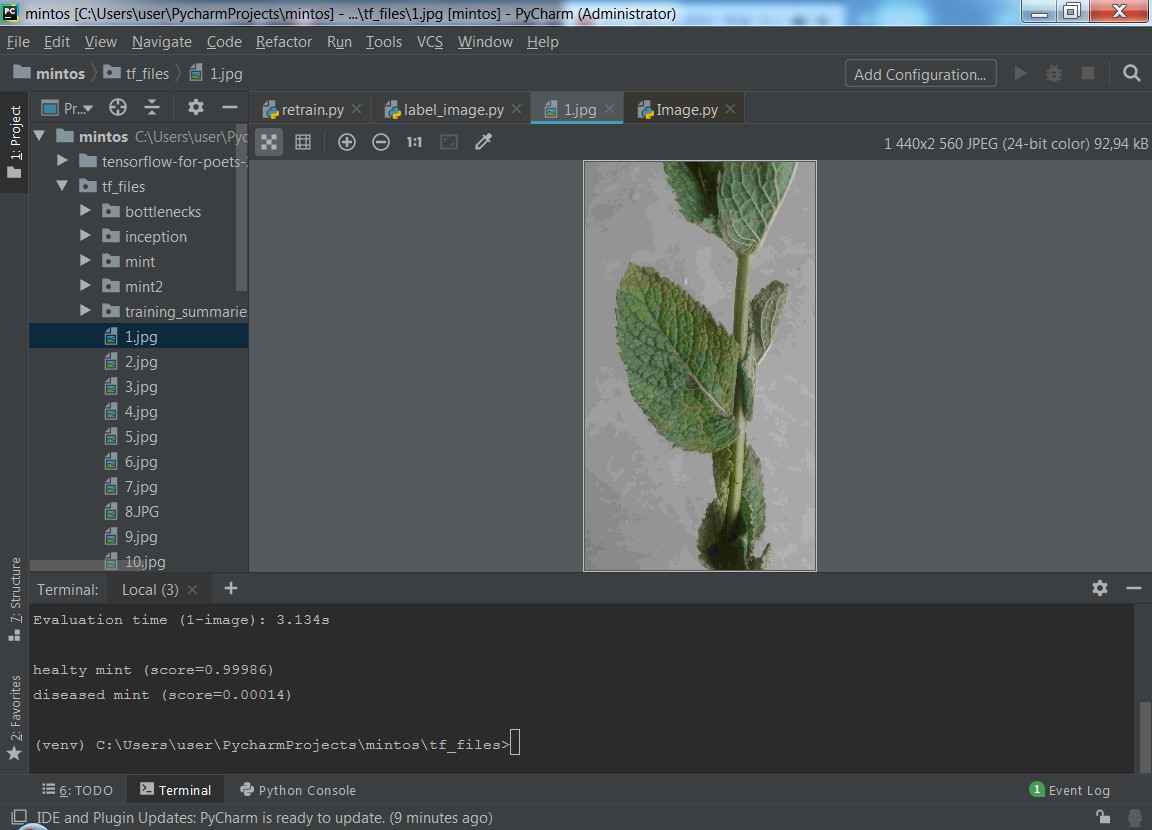 mintos [C:\Users\user\PycharmProjects\mintos] - ...\tf_files\1.jpg [mintos] - PyCharm (Administrator)
File Edit View Navigate Code Refactor Run Tools VCS Window Help
mintos tf_files 1.jpg Add Configuration...
1: Project
Pr... retrain.py label_image.py 1.jpg Image.py
mintos C:\Users\user\Pyc
1:1 1 440x2 560 JPEG (24-bit color) 92,94 kB
tensorflow-for-poets-
tf_files
bottlenecks
inception
mint
mint2
training_summarie
1.jpg
2.jpg
3.jpg
4.jpg
5.jpg
6.jpg
7.jpg
8.JPG
9.jpg
10.jpg
7: Structure
2: Favorites
Terminal: Local (3) +
Evaluation time (1-image): 3.134s
healty mint (score=0.99986)
diseased mint (score=0.00014)
(venv) C:\Users\user\PycharmProjects\mintos\tf_files>
6: TODO Terminal Python Console 1 Event Log
IDE and Plugin Updates: PyCharm is ready to update. (9 minutes ago)